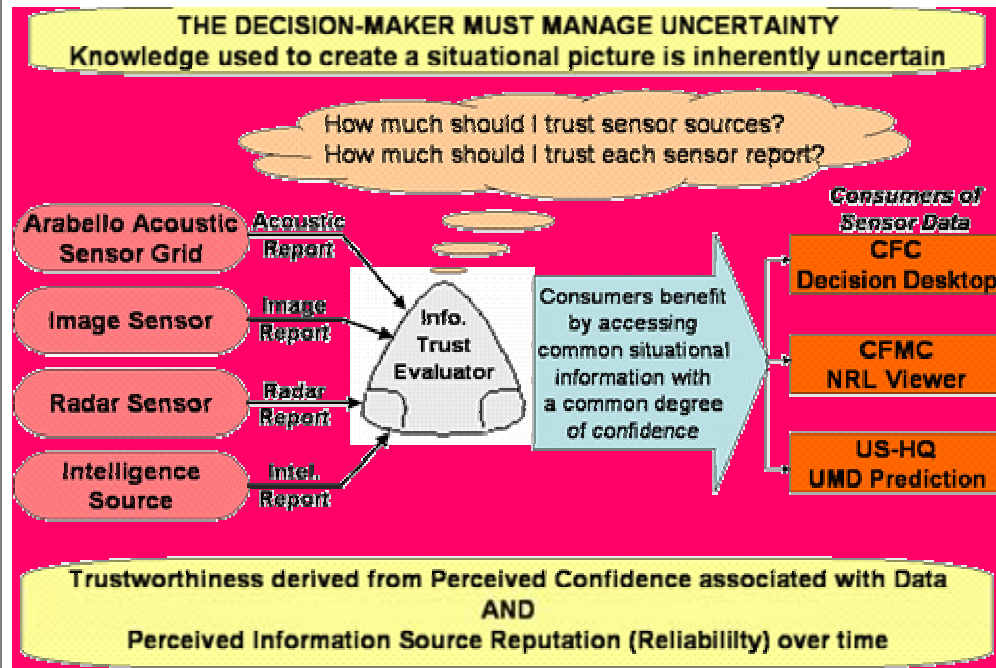 THE DECISION-MAKER MUST MANAGE UNCERTAINTY
Knowledge used to create a situational picture is inherently uncertain
How much should I trust sensor sources?
How much should I trust each sensor report?
Consumers of
Sensor Data
Arabello Acoustic
Sensor Grid
Acoustic
Report
Image Sensor
Image
Report
Radar Sensor
Radar
Report
Intelligence
Source
Intel.
Report
Info.
Trust
Evaluator
Consumers benefit
by accessing
common situational
information with
a common degree
of confidence
CFC
Decision Desktop
CFMC
NRL Viewer
US-HQ
UMD Prediction
Trustworthiness derived from Perceived Confidence associated with Data
AND
Perceived Information Source Reputation (Reliabililty) over time